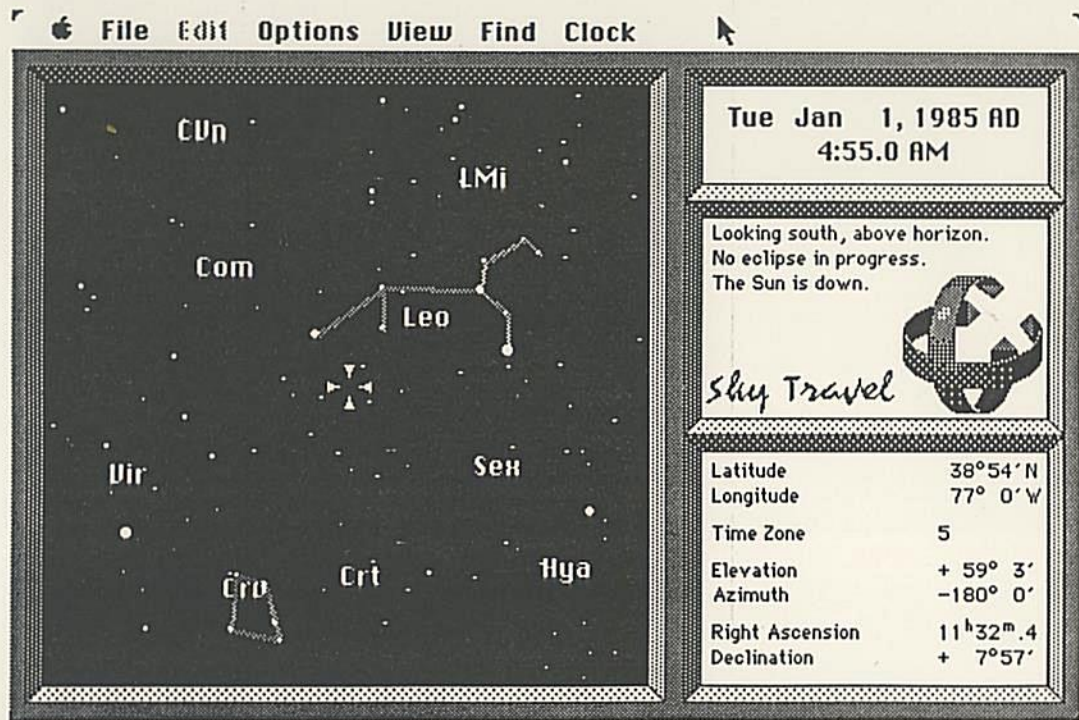 File Edit Options View Find Clock
CVn
LMi
Com
Leo
Vir
Sex
Crv
Crt
Hya
Tue Jan 1, 1985 AD
4:55.0 AM
Looking south, above horizon.
No eclipse in progress.
The Sun is down.
Sky Travel
Latitude 38°54'N
Longitude 77° 0'W
Time Zone 5
Elevation + 59° 3'
Azimuth -180° 0'
Right Ascension 11h32m.4
Declination + 7°57'